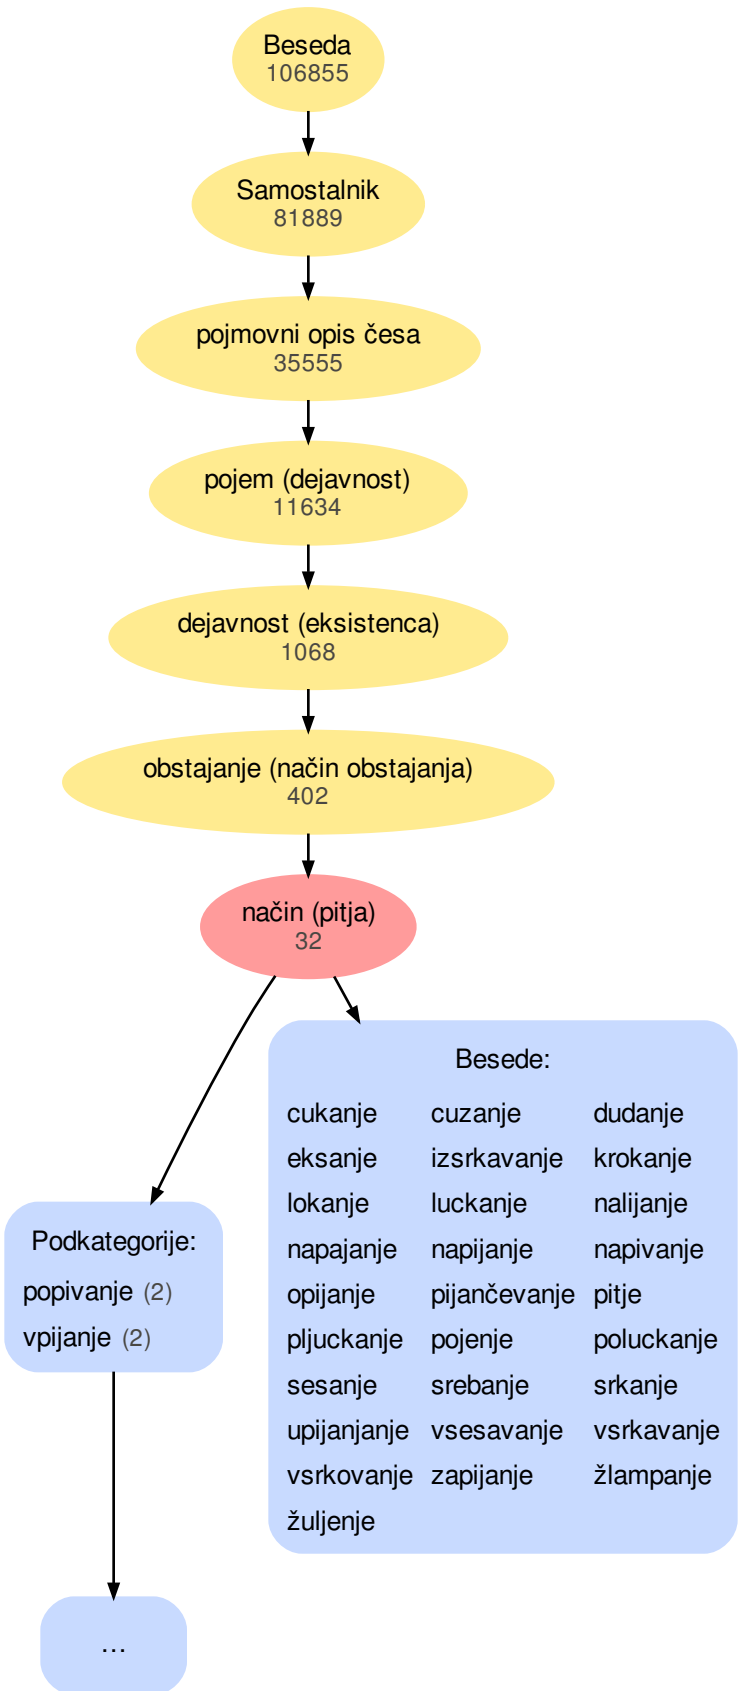 Beseda
106855
Samostalnik
81889
pojmovni opis česa
35555
pojem (dejavnost)
11634
dejavnost (eksistenca)
1068
obstajanje (način obstajanja)
402
način (pitja)
32
Besede:
cukanje cuzanje dudanje
eksanje izsrkavanje krokanje
lokanje luckanje nalijanje
napajanje napijanje napivanje
opijanje pijančevanje pitje
pljuckanje pojenje poluckanje
sesanje srebanje srkanje
upijanjanje vsesavanje vsrkavanje
vsrkovanje zapijanje žlampanje
žuljenje
Podkategorije:
popivanje (2)
vpijanje (2)
...